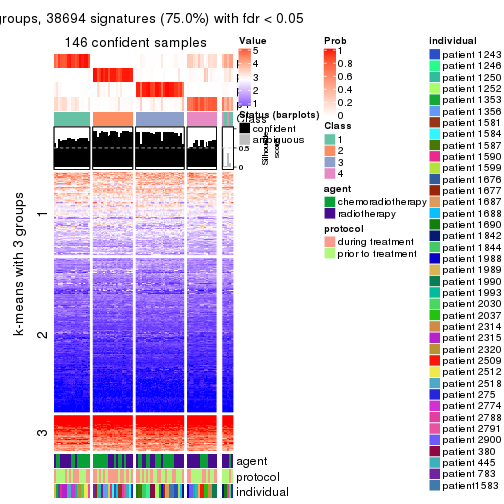 groups, 38694 signatures (75.0%) with fdr < 0.05
146 confident samples
k-means with 3 groups
1
2
3
Class
Silhouette score
0.5
0
agent
protocol
individual
Value
5
4
3
2
1
Status (barplots)
confident
ambiguous
Prob
1
0.8
0.6
0.4
0.2
0
Class
1
2
3
4
agent
chemoradiotherapy
radiotherapy
protocol
during treatment
prior to treatment
individual
patient 1243
patient 1246
patient 1250
patient 1252
patient 1353
patient 1356
patient 1581
patient 1584
patient 1587
patient 1590
patient 1599
patient 1676
patient 1677
patient 1687
patient 1688
patient 1690
patient 1842
patient 1844
patient 1988
patient 1989
patient 1990
patient 1993
patient 2020
patient 2037
patient 2314
patient 2315
patient 2320
patient 2509
patient 2512
patient 2518
patient 275
patient 2774
patient 2788
patient 2791
patient 2900
patient 380
patient 445
patient 783
patient1583